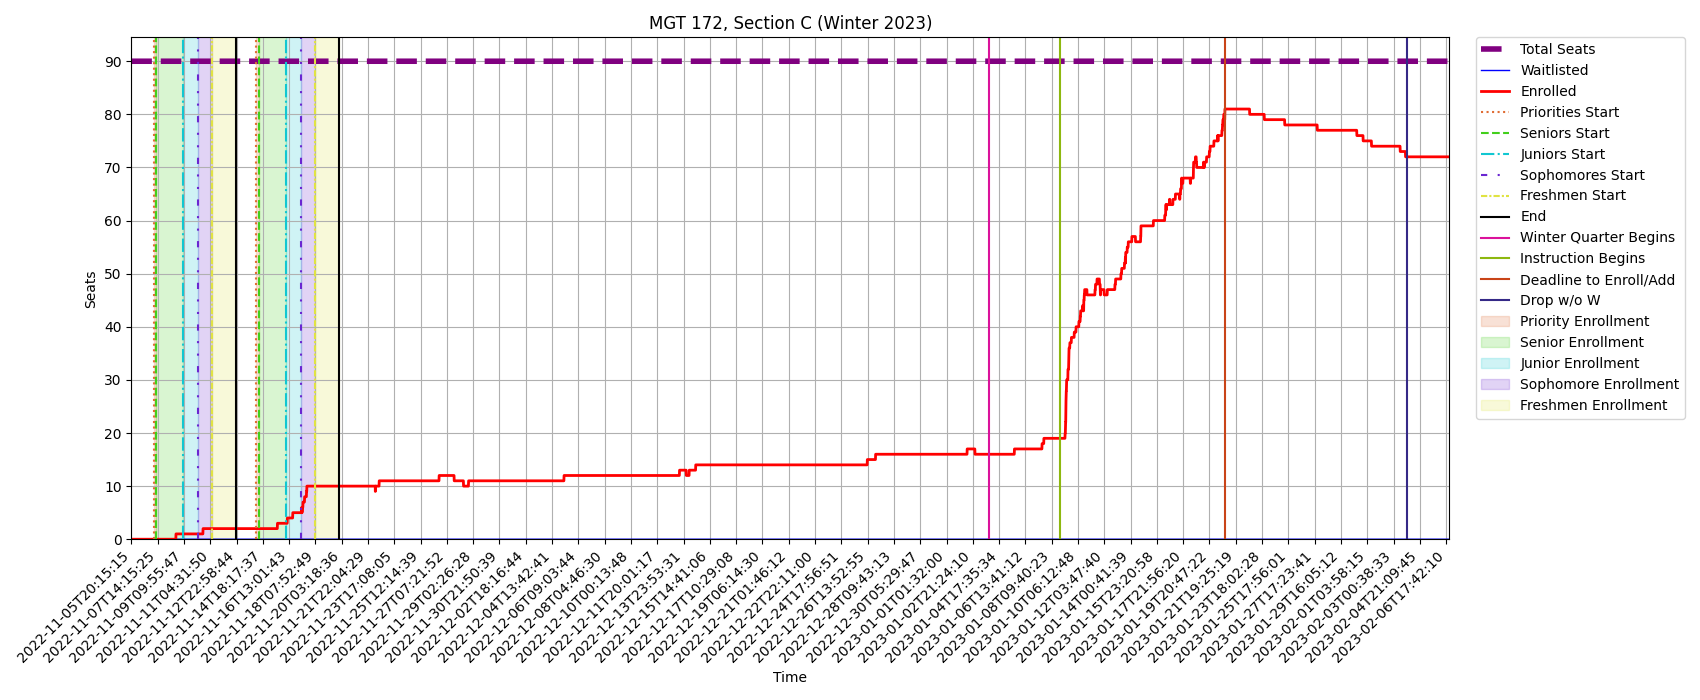 MGT 172, Section C (Winter 2023)
Seats
90
80
70
60
50
40
30
20
10
0
2022-11-05T20:15:15
2022-11-07T14:15:25
2022-11-09T09:55:47
2022-11-11T04:31:50
2022-11-12T22:58:44
2022-11-14T18:17:37
2022-11-16T13:01:43
2022-11-18T07:52:49
2022-11-20T03:18:36
2022-11-21T22:04:29
2022-11-23T17:08:05
2022-11-25T12:14:39
2022-11-27T07:21:52
2022-11-29T02:26:28
2022-11-30T21:50:39
2022-12-02T18:16:44
2022-12-04T13:42:41
2022-12-06T09:03:44
2022-12-08T04:46:30
2022-12-10T00:13:48
2022-12-11T20:01:17
2022-12-13T23:53:31
2022-12-15T14:41:06
2022-12-17T10:29:08
2022-12-19T06:14:30
2022-12-21T01:46:12
2022-12-22T22:11:00
2022-12-24T17:56:51
2022-12-26T13:52:55
2022-12-28T09:43:13
2022-12-30T05:29:47
2023-01-01T01:32:00
2023-01-02T21:24:10
2023-01-04T17:35:34
2023-01-06T13:41:12
2023-01-08T09:40:23
2023-01-10T06:12:48
2023-01-12T03:47:40
2023-01-14T00:41:39
2023-01-15T23:20:58
2023-01-17T21:56:20
2023-01-19T20:47:22
2023-01-21T19:25:19
2023-01-23T18:02:28
2023-01-25T17:56:01
2023-01-27T17:23:41
2023-01-29T16:05:12
2023-02-01T03:58:15
2023-02-03T00:38:33
2023-02-04T21:09:45
2023-02-06T17:42:10
Time
Total Seats
Waitlisted
Enrolled
Priorities Start
Seniors Start
Juniors Start
Sophomores Start
Freshmen Start
End
Winter Quarter Begins
Instruction Begins
Deadline to Enroll/Add
Drop w/o W
Priority Enrollment
Senior Enrollment
Junior Enrollment
Sophomore Enrollment
Freshmen Enrollment